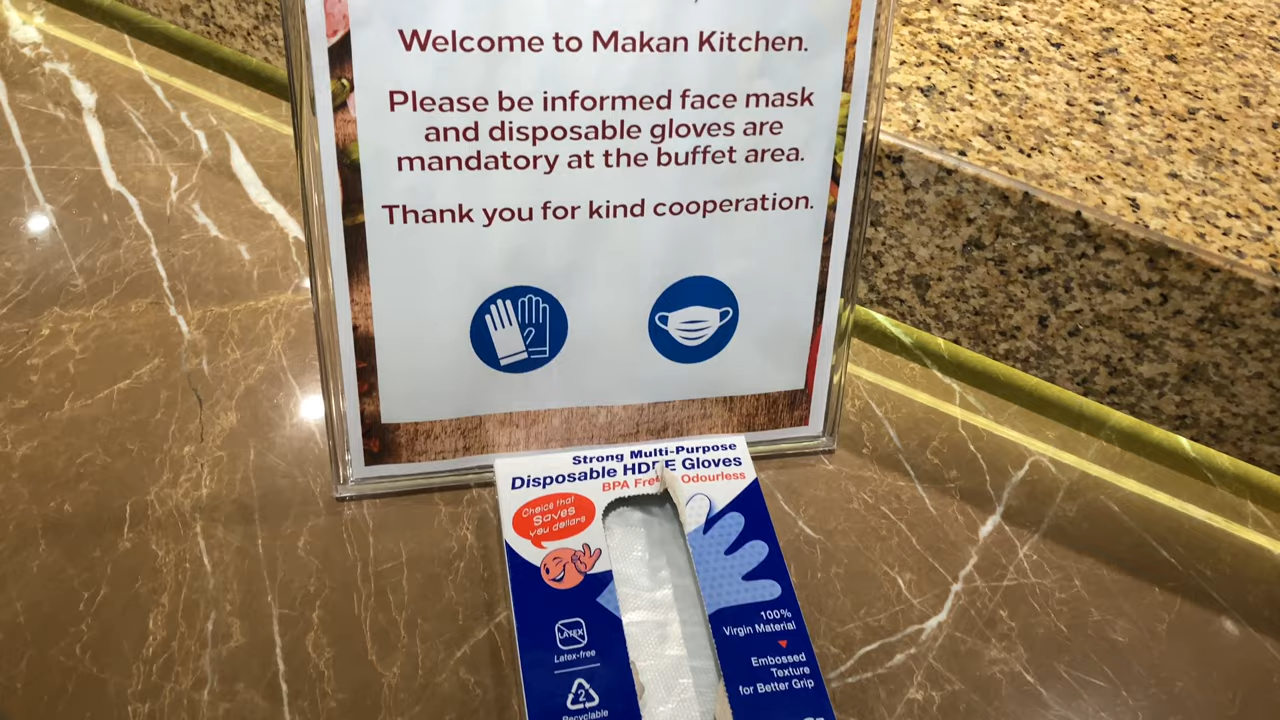 Welcome to Makan Kitchen.
Please be informed face mask
and disposable gloves are
mandatory at the buffet area.
Thank you for kind cooperation.
Strong Multi-Purpose
Disposable HDPE Gloves
BPA Free Odourless
Choice that
Saves
you dollars
100%
Virgin Material
Embossed
Texture
for Better Grip
LATEX
Latex-free
2
Recyclable